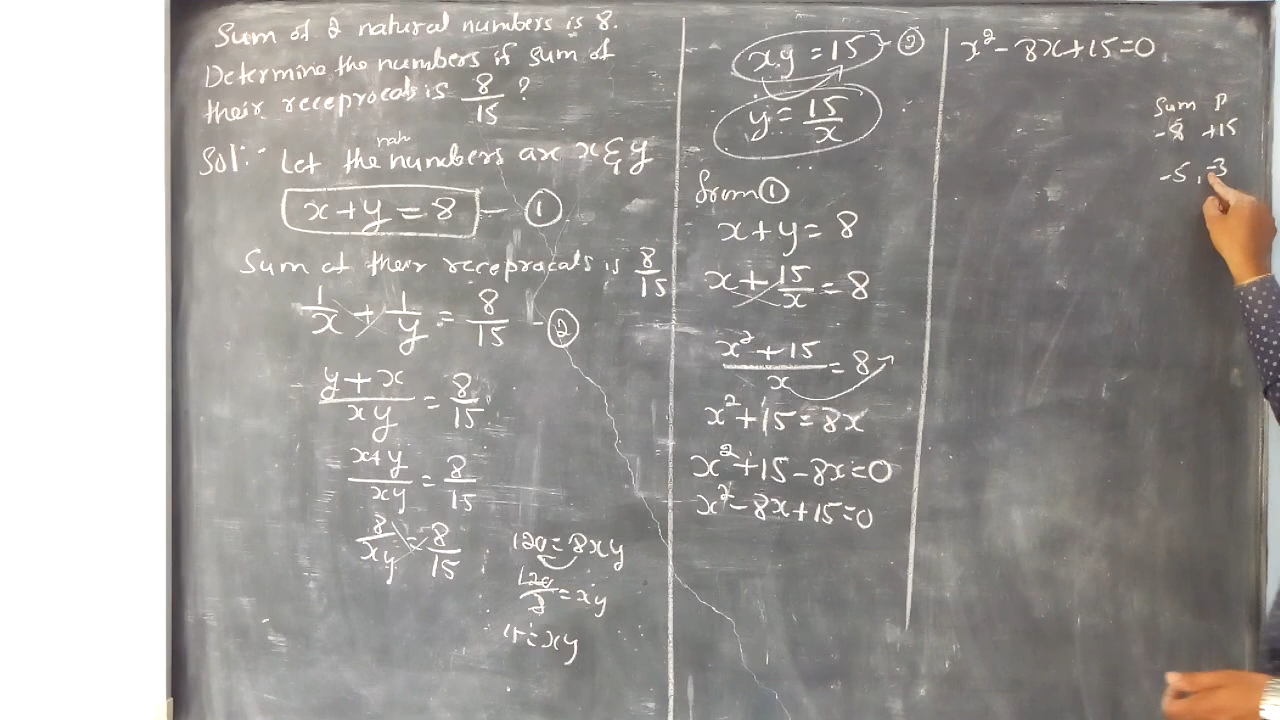 Sum of 2 natural numbers is 8.
Determine the numbers if sum of
their receprocals is 8/15 ?
Sol:- Let the nah numbers are x & y
x+y = 8 — ①
Sum of their receprocals is 8/15
1/x + 1/y = 8/15 - ②
y+x/xy = 8/15
x+y/xy = 8/15
8/xy = 8/15
120=8xy
120/8=xy
15=xy
xy =15 - ③
y = 15/x
from ①
x+y= 8
x+15/x=8
x²+15/x=8
x²+15=8x
x²+15-8x=0
x²-8x+15=0
x²-8x+15=0
Sum P
-8 +15
-5, -3